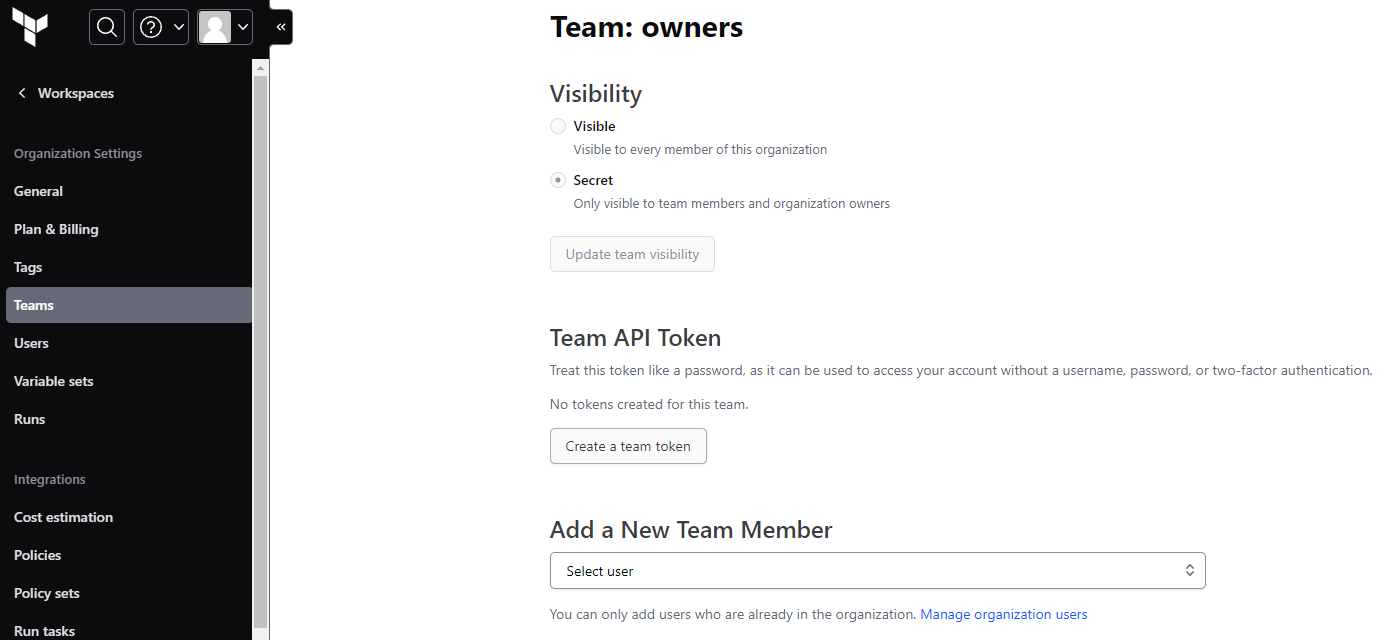 Workspaces
Organization Settings
General
Plan & Billing
Tags
Teams
Users
Variable sets
Runs
Integrations
Cost estimation
Policies
Policy sets
Run tasks
Team: owners
Visibility
Visible
Visible to every member of this organization
Secret
Only visible to team members and organization owners
Update team visibility
Team API Token
Treat this token like a password, as it can be used to access your account without a username, password, or two-factor authentication.
No tokens created for this team.
Create a team token
Add a New Team Member
Select user
You can only add users who are already in the organization. Manage organization users